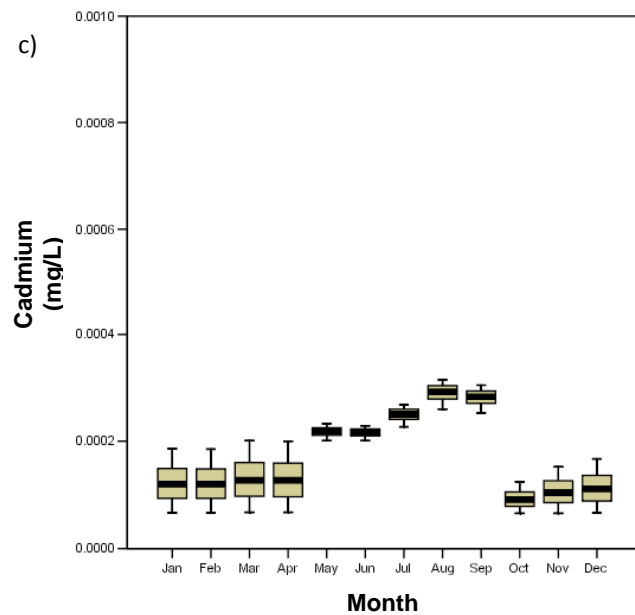 c)
0.0010
0.0008
0.0006
0.0004
0.0002
0.0000
Cadmium
(mg/L)
Jan Feb Mar Apr May Jun Jul Aug Sep Oct Nov Dec
Month